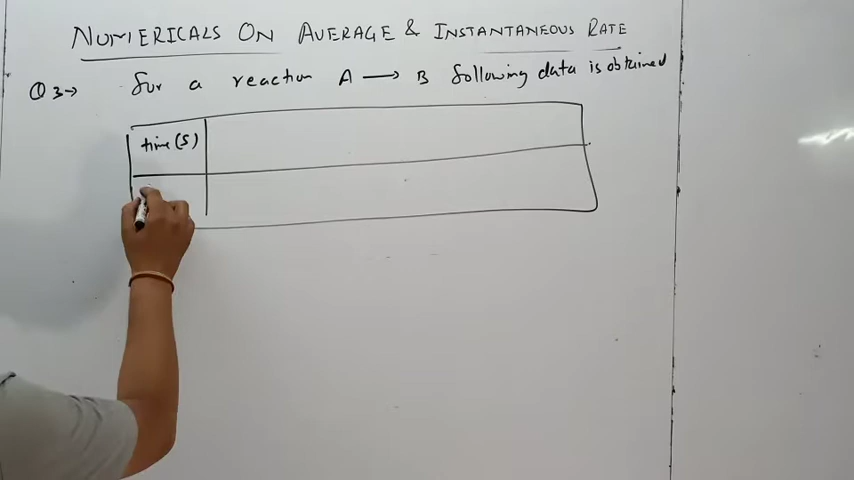 NUMERICALS ON AVERAGE & INSTANTANEOUS RATE
Q3→ For a reaction A → B following data is obtained
time (s)